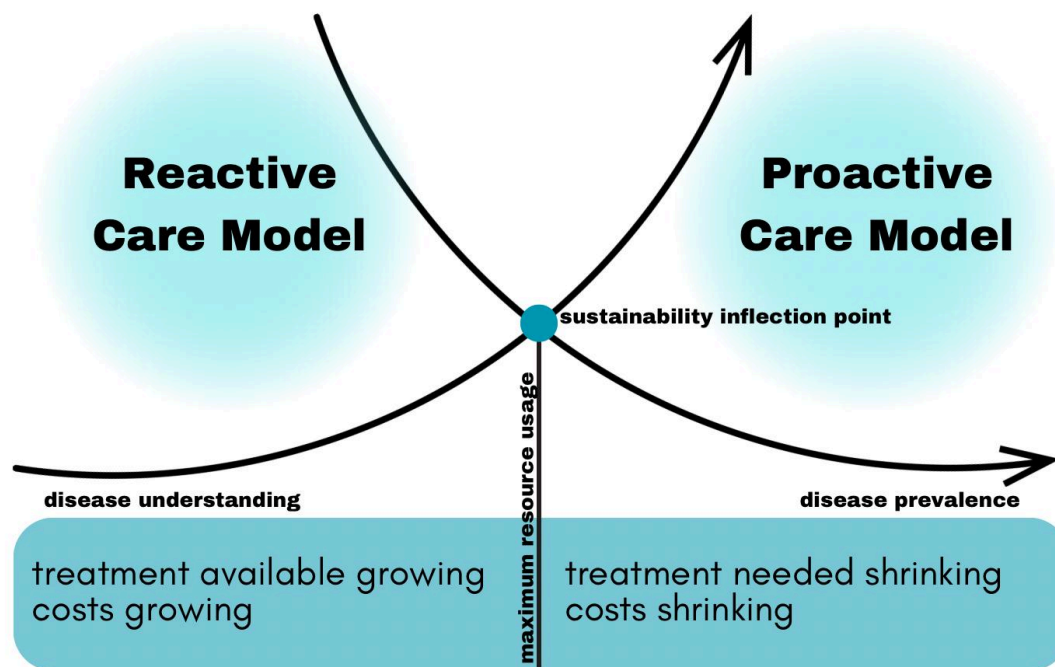 Reactive
Care Model
Proactive
Care Model
sustainability inflection point
maximum resource usage
disease understanding
disease prevalence
treatment available growing
costs growing
treatment needed shrinking
costs shrinking